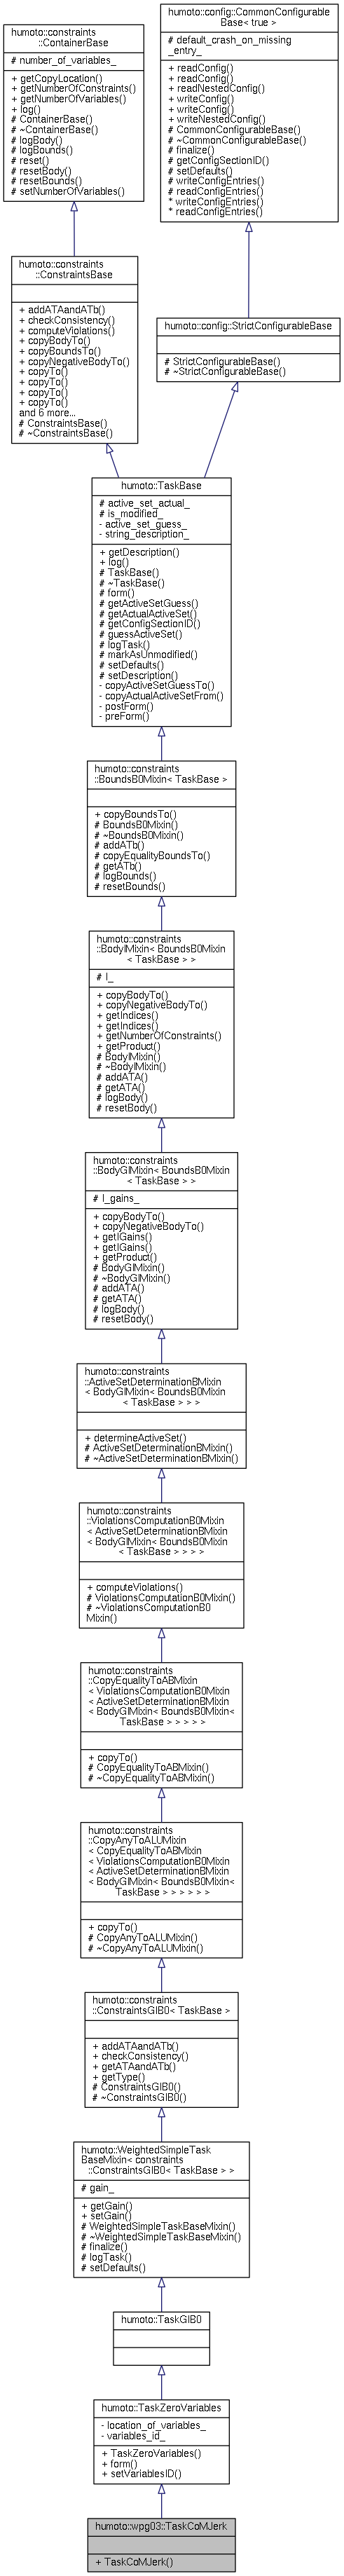 humoto::constraints
::ContainerBase
# number_of_variables_
+ getCopyLocation()
+ getNumberOfConstraints()
+ getNumberOfVariables()
+ log()
# ContainerBase()
# ~ContainerBase()
# logBody()
# logBounds()
# reset()
# resetBody()
# resetBounds()
# setNumberOfVariables()
humoto::config::CommonConfigurable
Base< true >
# default_crash_on_missing
_entry_
+ readConfig()
+ readConfig()
+ readNestedConfig()
+ writeConfig()
+ writeConfig()
+ writeNestedConfig()
# CommonConfigurableBase()
# ~CommonConfigurableBase()
# finalize()
# getConfigSectionID()
# setDefaults()
# writeConfigEntries()
# readConfigEntries()
* writeConfigEntries()
* readConfigEntries()
humoto::constraints
::ConstraintsBase
+ addATAandATb()
+ checkConsistency()
+ computeViolations()
+ copyBodyTo()
+ copyBoundsTo()
+ copyNegativeBodyTo()
+ copyTo()
+ copyTo()
+ copyTo()
+ copyTo()
and 6 more...
# ConstraintsBase()
# ~ConstraintsBase()
humoto::config::StrictConfigurableBase
# StrictConfigurableBase()
# ~StrictConfigurableBase()
humoto::TaskBase
# active_set_actual_
# is_modified_
- active_set_guess_
- string_description_
+ getDescription()
+ log()
# TaskBase()
# ~TaskBase()
# form()
# getActiveSetGuess()
# getActualActiveSet()
# getConfigSectionID()
# guessActiveSet()
# logTask()
# markAsUnmodified()
# setDefaults()
# setDescription()
- copyActiveSetGuessTo()
- copyActualActiveSetFrom()
- postForm()
- preForm()
humoto::constraints
::BoundsB0Mixin< TaskBase >
+ copyBoundsTo()
# BoundsB0Mixin()
# ~BoundsB0Mixin()
# addATb()
# copyEqualityBoundsTo()
# getATb()
# logBounds()
# resetBounds()
humoto::constraints
::BodyIMixin< BoundsB0Mixin
< TaskBase > >
# I_
+ copyBodyTo()
+ copyNegativeBodyTo()
+ getIndices()
+ getIndices()
+ getNumberOfConstraints()
+ getProduct()
# BodyIMixin()
# ~BodyIMixin()
# addATA()
# getATA()
# logBody()
# resetBody()
humoto::constraints
::BodyGIMixin< BoundsB0Mixin
< TaskBase > >
# I_gains_
+ copyBodyTo()
+ copyNegativeBodyTo()
+ getIGains()
+ getIGains()
+ getProduct()
# BodyGIMixin()
# ~BodyGIMixin()
# addATA()
# getATA()
# logBody()
# resetBody()
humoto::constraints
::ActiveSetDeterminationBMixin
< BodyGIMixin< BoundsB0Mixin
< TaskBase > > >
+ determineActiveSet()
# ActiveSetDeterminationBMixin()
# ~ActiveSetDeterminationBMixin()
humoto::constraints
::ViolationsComputationB0Mixin
< ActiveSetDeterminationBMixin
< BodyGIMixin< BoundsB0Mixin
< TaskBase > > > >
+ computeViolations()
# ViolationsComputationB0Mixin()
# ~ViolationsComputationB0
Mixin()
humoto::constraints
::CopyEqualityToABMixin
< ViolationsComputationB0Mixin
< ActiveSetDeterminationBMixin
< BodyGIMixin< BoundsB0Mixin<
TaskBase > > > > >
+ copyTo()
# CopyEqualityToABMixin()
# ~CopyEqualityToABMixin()
humoto::constraints
::CopyAnyToALUMixin
< CopyEqualityToABMixin
< ViolationsComputationB0Mixin
< ActiveSetDeterminationBMixin
< BodyGIMixin< BoundsB0Mixin<
TaskBase > > > > > >
+ copyTo()
# CopyAnyToALUMixin()
# ~CopyAnyToALUMixin()
humoto::constraints
::ConstraintsGIB0< TaskBase >
+ addATAandATb()
+ checkConsistency()
+ getATAandATb()
+ getType()
# ConstraintsGIB0()
# ~ConstraintsGIB0()
humoto::WeightedSimpleTask
BaseMixin< constraints
::ConstraintsGIB0< TaskBase > >
# gain_
+ getGain()
+ setGain()
# WeightedSimpleTaskBaseMixin()
# ~WeightedSimpleTaskBaseMixin()
# finalize()
# logTask()
# setDefaults()
humoto::TaskGIB0
humoto::TaskZeroVariables
- location_of_variables_
- variables_id_
+ TaskZeroVariables()
+ form()
+ setVariablesID()
humoto::wpg03::TaskCoMJerk
+ TaskCoMJerk()